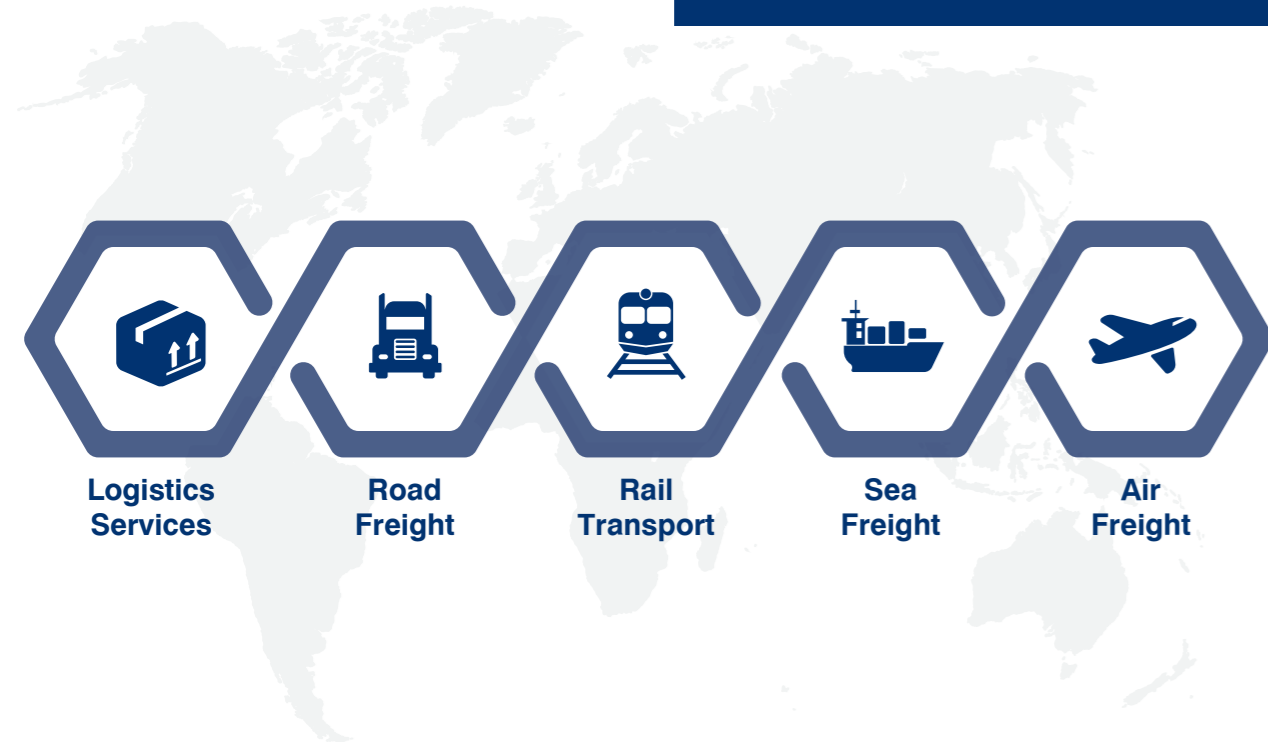 Logistics
Services
Road
Freight
Rail
Transport
Sea
Freight
Air
Freight